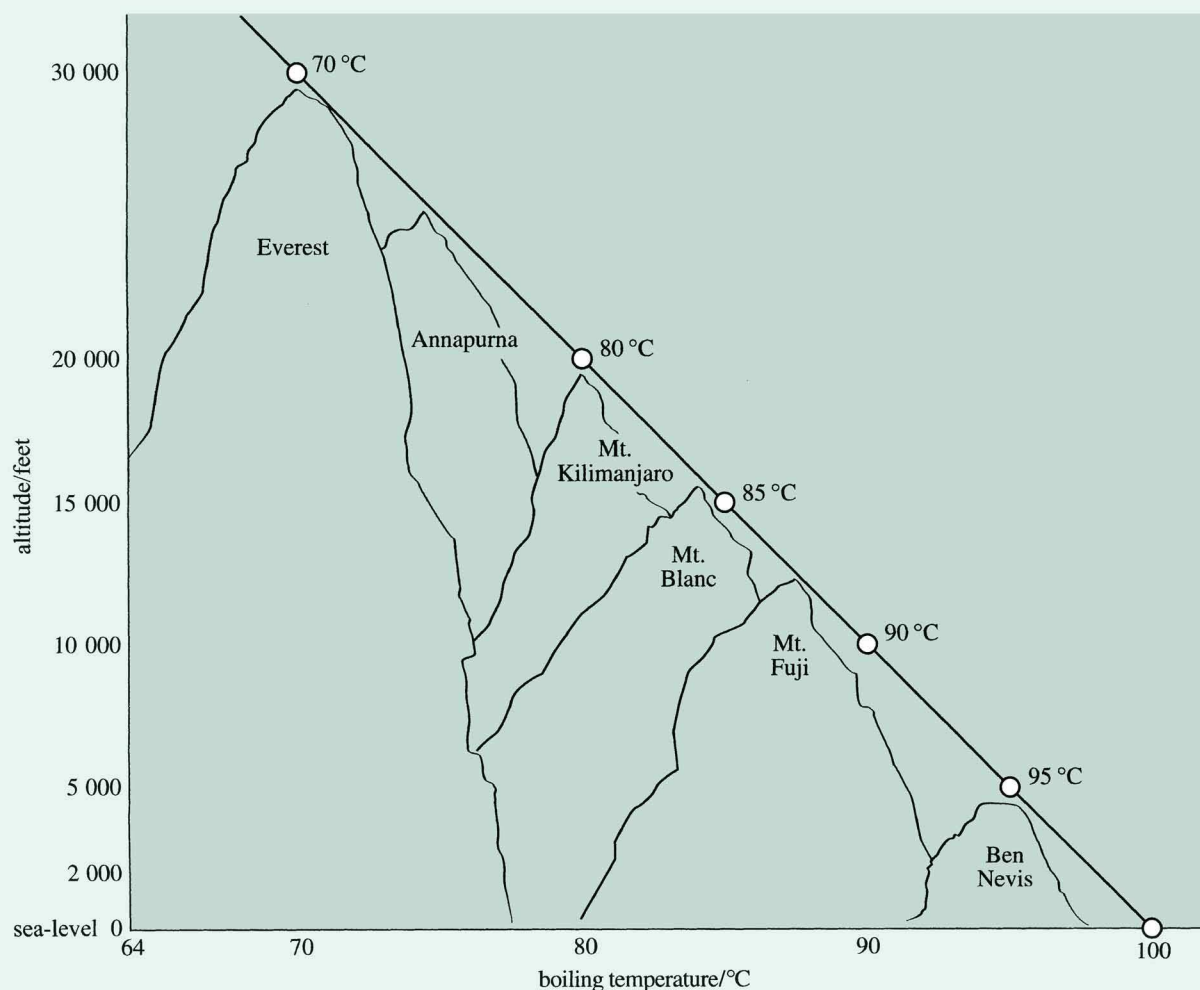 30 000
70 °C
Everest
Annapurna
20 000
80 °C
Mt.
Kilimanjaro
altitude/feet
15 000
85 °C
Mt.
Blanc
10 000
90 °C
Mt.
Fuji
5 000
95 °C
2 000
Ben
Nevis
sea-level 0
64 70 80 90 100
boiling temperature/°C